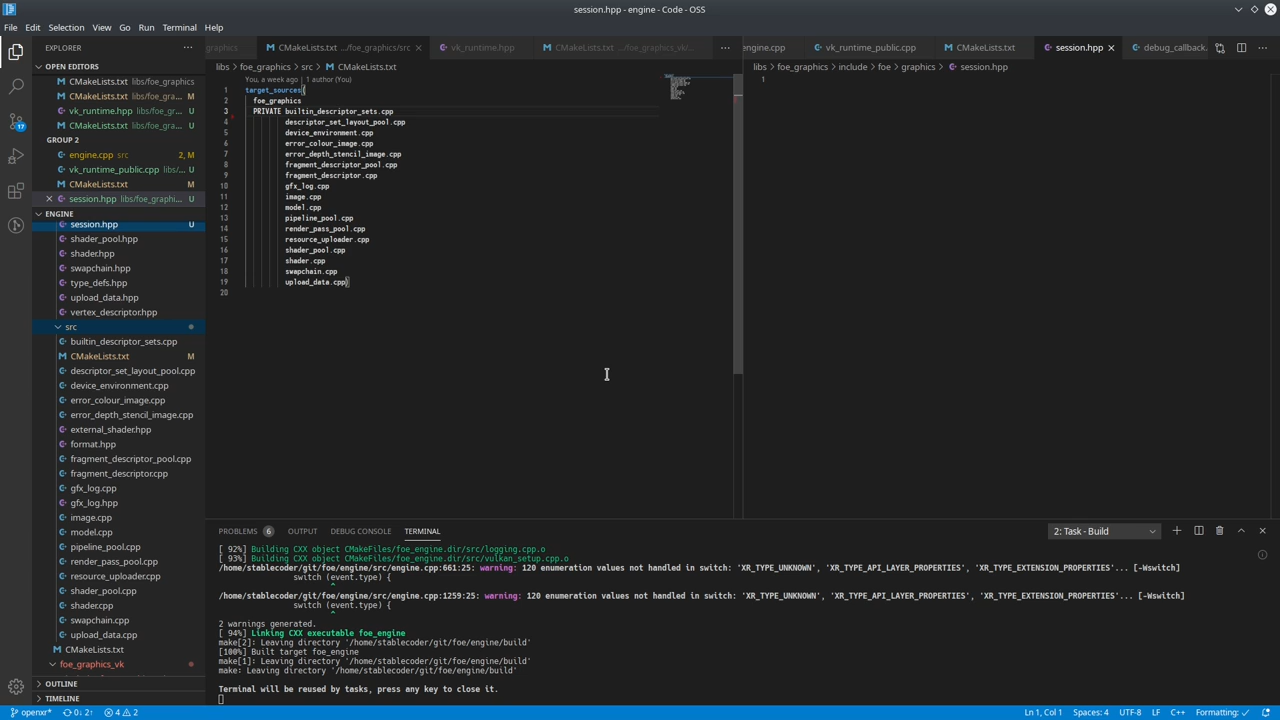 session.hpp - engine - Code - OSS
File Edit Selection View Go Run Terminal Help
EXPLORER
OPEN EDITORS
CMakeLists.txt libs/foe_graphics
CMakeLists.txt libs/foe_gra...
vk_runtime.hpp libs/foe_gr... U
CMakeLists.txt libs/foe_gra... U
GROUP 2
engine.cpp src 2, M
vk_runtime_public.cpp libs/... U
CMakeLists.txt M
session.hpp libs/foe_graphi... U
ENGINE
session.hpp U
shader_pool.hpp
shader.hpp
swapchain.hpp
type_defs.hpp
upload_data.hpp
vertex_descriptor.hpp
src
builtin_descriptor_sets.cpp
CMakeLists.txt M
descriptor_set_layout_pool.cpp
device_environment.cpp
error_colour_image.cpp
error_depth_stencil_image.cpp
external_shader.hpp
format.hpp
fragment_descriptor_pool.cpp
fragment_descriptor.cpp
gfx_log.cpp
gfx_log.hpp
image.cpp
model.cpp
pipeline_pool.cpp
render_pass_pool.cpp
resource_uploader.cpp
shader_pool.cpp
shader.cpp
swapchain.cpp
upload_data.cpp
CMakeLists.txt
foe_graphics_vk
OUTLINE
TIMELINE
17
graphics CMakeLists.txt .../foe_graphics/src vk_runtime.hpp CMakeLists.txt .../foe_graphics_vk/...
libs > foe_graphics > src > CMakeLists.txt
You, a week ago | 1 author (You)
1 target_sources(
2 foe_graphics
3 PRIVATE builtin_descriptor_sets.cpp
4 descriptor_set_layout_pool.cpp
5 device_environment.cpp
6 error_colour_image.cpp
7 error_depth_stencil_image.cpp
8 fragment_descriptor_pool.cpp
9 fragment_descriptor.cpp
10 gfx_log.cpp
11 image.cpp
12 model.cpp
13 pipeline_pool.cpp
14 render_pass_pool.cpp
15 resource_uploader.cpp
16 shader_pool.cpp
17 shader.cpp
18 swapchain.cpp
19 upload_data.cpp)
20
engine.cpp vk_runtime_public.cpp CMakeLists.txt session.hpp debug_callback.
libs > foe_graphics > include > foe > graphics > session.hpp
1
PROBLEMS 6 OUTPUT DEBUG CONSOLE TERMINAL 2: Task - Build
[ 92%] Building CXX object CMakeFiles/foe_engine.dir/src/logging.cpp.o
[ 93%] Building CXX object CMakeFiles/foe_engine.dir/src/vulkan_setup.cpp.o
/home/stablecoder/git/foe/engine/src/engine.cpp:661:25: warning: 120 enumeration values not handled in switch: 'XR_TYPE_UNKNOWN', 'XR_TYPE_API_LAYER_PROPERTIES', 'XR_TYPE_EXTENSION_PROPERTIES'... [-Wswitch]
switch (event.type) {
^
/home/stablecoder/git/foe/engine/src/engine.cpp:1259:25: warning: 120 enumeration values not handled in switch: 'XR_TYPE_UNKNOWN', 'XR_TYPE_API_LAYER_PROPERTIES', 'XR_TYPE_EXTENSION_PROPERTIES'... [-Wswitch]
switch (event.type) {
^
2 warnings generated.
[ 94%] Linking CXX executable foe_engine
make[2]: Leaving directory '/home/stablecoder/git/foe/engine/build'
[100%] Built target foe_engine
make[1]: Leaving directory '/home/stablecoder/git/foe/engine/build'
make: Leaving directory '/home/stablecoder/git/foe/engine/build'
Terminal will be reused by tasks, press any key to close it.
openxr* 0↓ 2↑ 4 2 Ln 1, Col 1 Spaces: 4 UTF-8 LF C++ Formatting: ✓